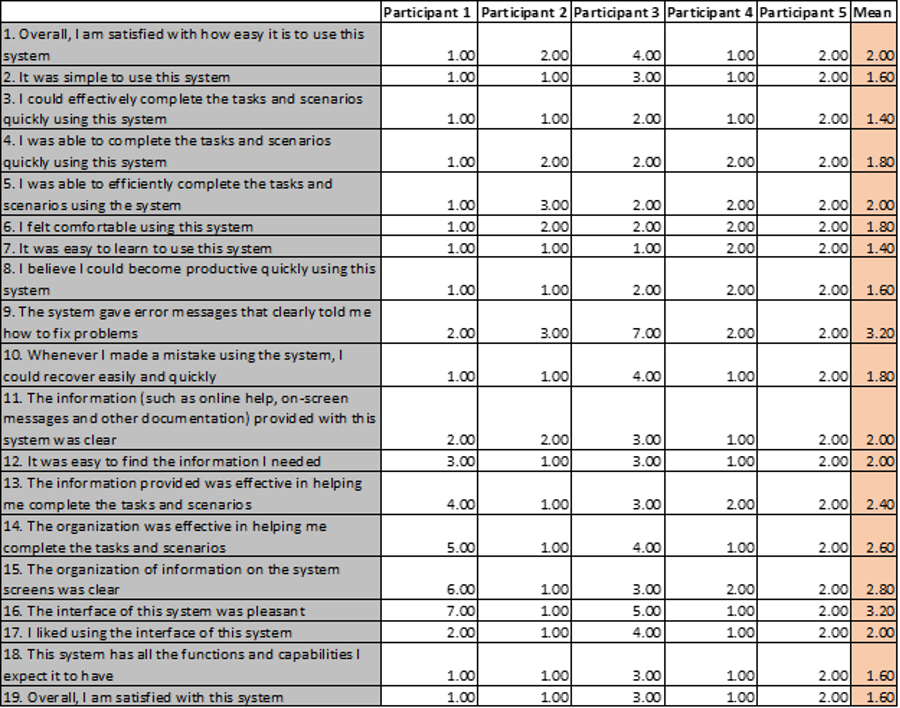 Participant 1 Participant 2 Participant 3 Participant 4 Participant 5 Mean
1. Overall, I am satisfied with how easy it is to use this
system 1.00 2.00 4.00 1.00 2.00 2.00
2. It was simple to use this system 1.00 1.00 3.00 1.00 2.00 1.60
3. I could effectively complete the tasks and scenarios
quickly using this system 1.00 1.00 2.00 1.00 2.00 1.40
4. I was able to complete the tasks and scenarios
quickly using this system 1.00 2.00 2.00 2.00 2.00 1.80
5. I was able to efficiently complete the tasks and
scenarios using the system 1.00 3.00 2.00 2.00 2.00 2.00
6. I felt comfortable using this system 1.00 2.00 2.00 2.00 2.00 1.80
7. It was easy to learn to use this system 1.00 1.00 1.00 2.00 2.00 1.40
8. I believe I could become productive quickly using this
system 1.00 1.00 2.00 2.00 2.00 1.60
9. The system gave error messages that clearly told me
how to fix problems 2.00 3.00 7.00 2.00 2.00 3.20
10. Whenever I made a mistake using the system, I
could recover easily and quickly 1.00 1.00 4.00 1.00 2.00 1.80
11. The information (such as online help, on-screen
messages and other documentation) provided with this
system was clear 2.00 2.00 3.00 1.00 2.00 2.00
12. It was easy to find the information I needed 3.00 1.00 3.00 1.00 2.00 2.00
13. The information provided was effective in helping
me complete the tasks and scenarios 4.00 1.00 3.00 2.00 2.00 2.40
14. The organization was effective in helping me
complete the tasks and scenarios 5.00 1.00 4.00 1.00 2.00 2.60
15. The organization of information on the system
screens was clear 6.00 1.00 3.00 2.00 2.00 2.80
16. The interface of this system was pleasant 7.00 1.00 5.00 1.00 2.00 3.20
17. I liked using the interface of this system 2.00 1.00 4.00 1.00 2.00 2.00
18. This system has all the functions and capabilities I
expect it to have 1.00 1.00 3.00 1.00 2.00 1.60
19. Overall, I am satisfied with this system 1.00 1.00 3.00 1.00 2.00 1.60